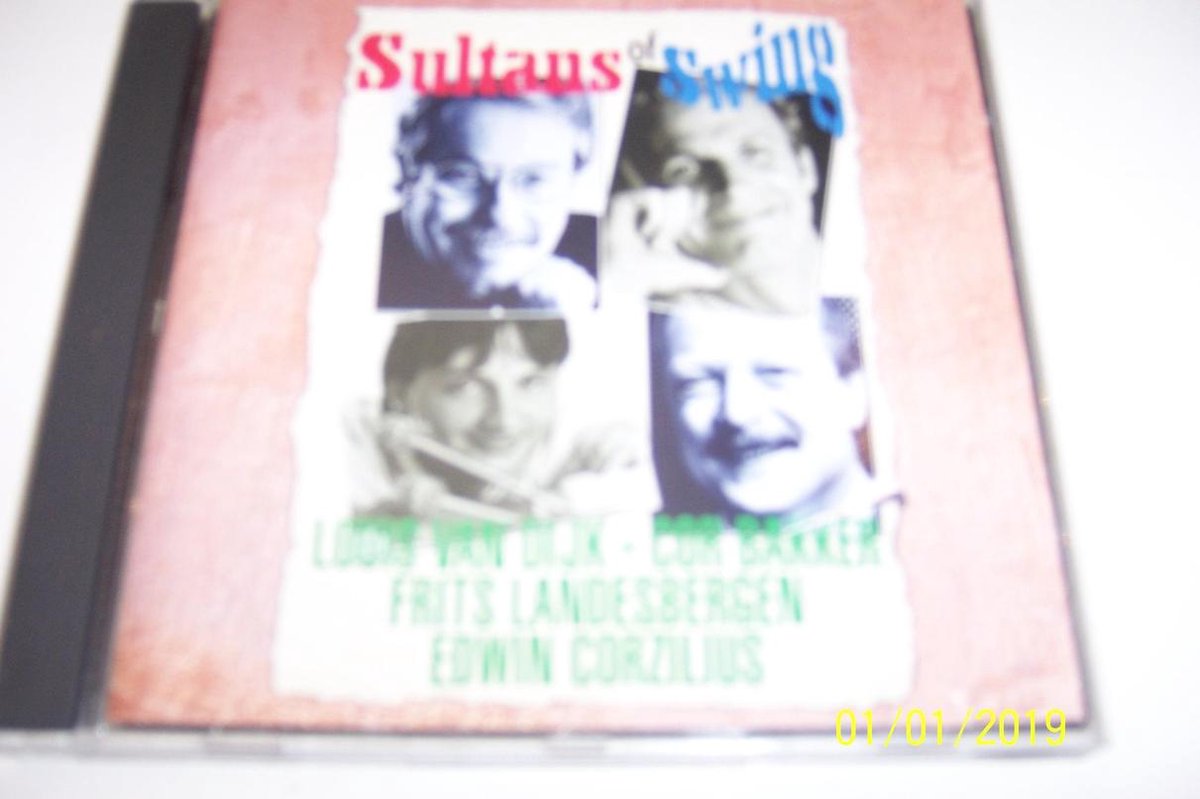 Sultans of Swing
LOUIS VAN DIJK - COR BAKKER
FRITS LANDESBERGEN
EDWIN CORZILIUS
01/01/2019